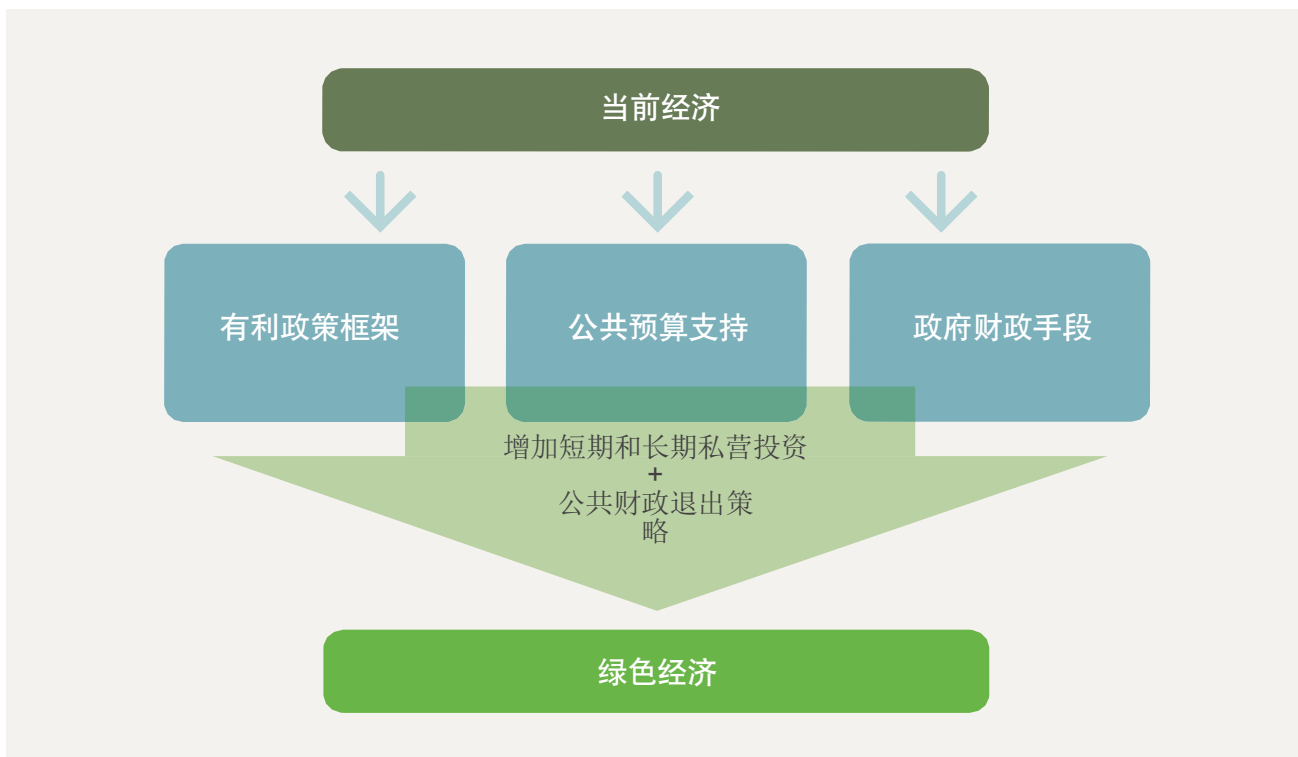 当前经济
有利政策框架
公共预算支持
政府财政手段
增加短期和长期私营投资
+
公共财政退出策
略
绿色经济